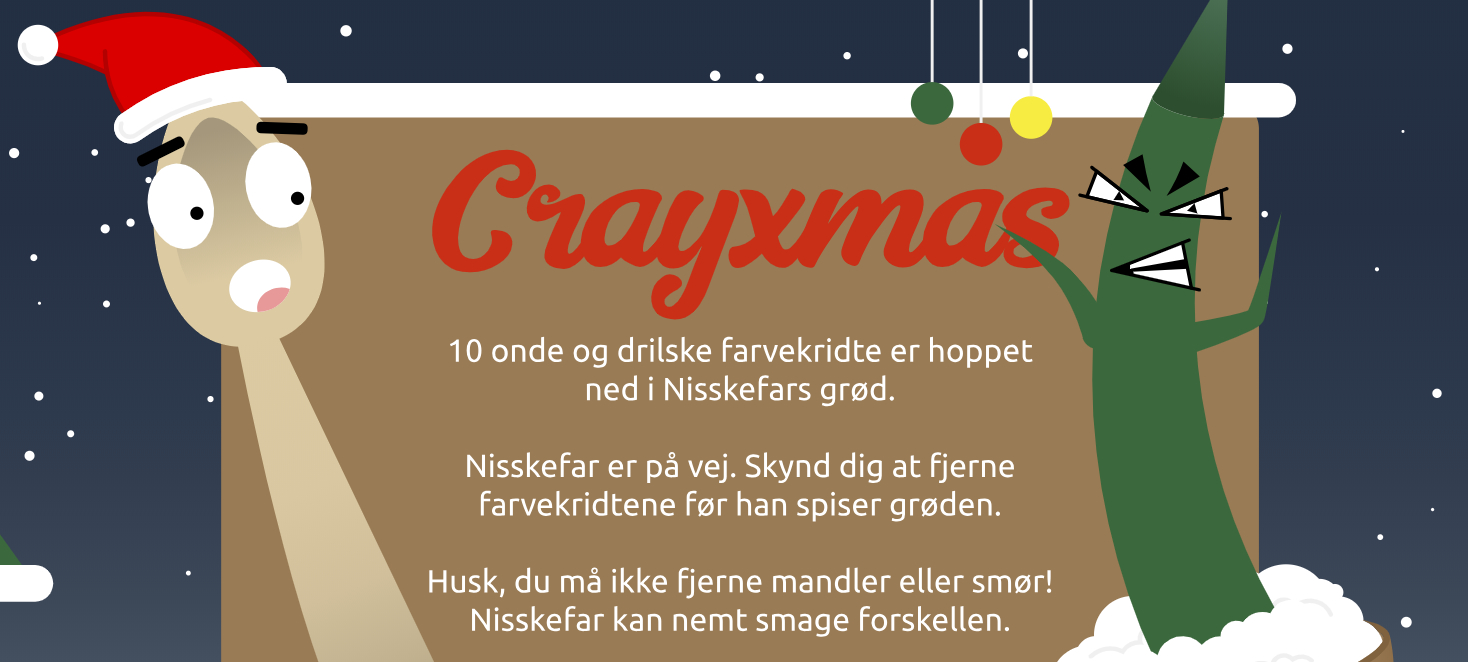 Crayxmas
10 onde og drilske farvekridte er hoppet
ned i Nisskefars grød.
Nisskefar er på vej. Skynd dig at fjerne
farvekridtene før han spiser grøden.
Husk, du må ikke fjerne mandler eller smør!
Nisskefar kan nemt smage forskellen.